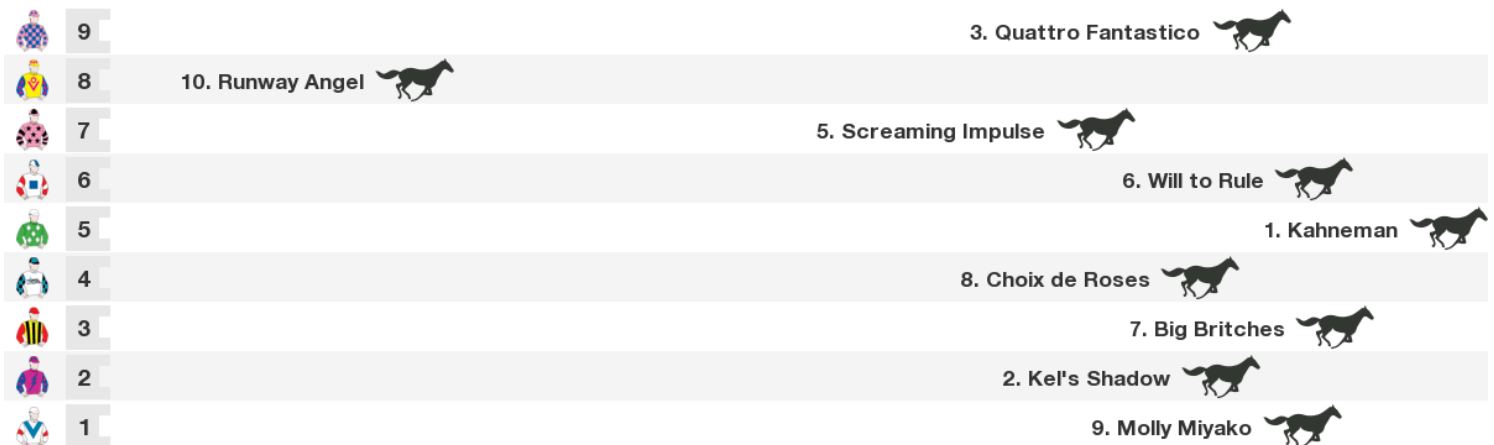 9 3. Quattro Fantastico
8 10. Runway Angel
7 5. Screaming Impulse
6 6. Will to Rule
5 1. Kahneman
4 8. Choix de Roses
3 7. Big Britches
2 2. Kel's Shadow
1 9. Molly Miyako